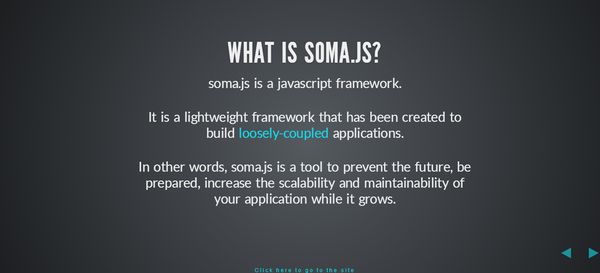 WHAT IS SOMA.JS?
soma.js is a javascript framework.
It is a lightweight framework that has been created to
build loosely-coupled applications.
In other words, soma.js is a tool to prevent the future, be
prepared, increase the scalability and maintainability of
your application while it grows.
Click here to go to the site